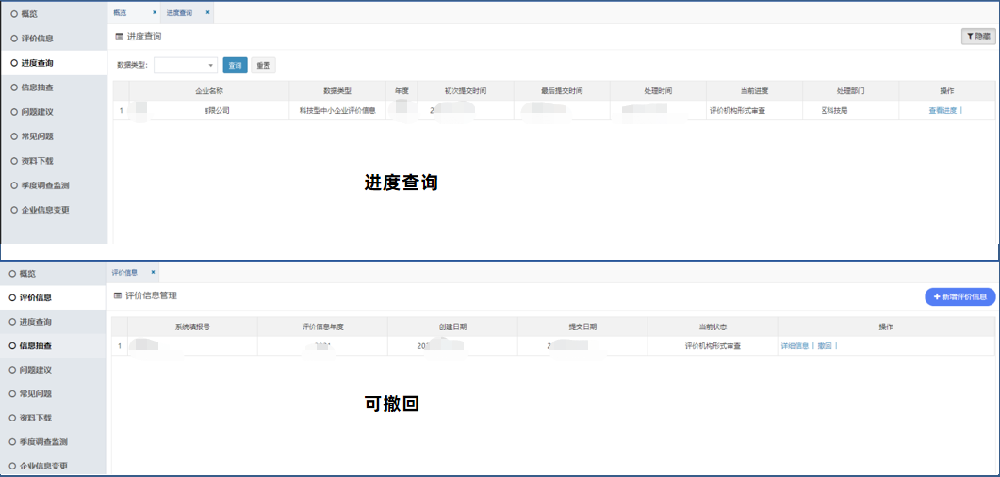 概览
评价信息
进度查询
信息抽查
问题建议
常见问题
资料下载
季度调查监测
企业信息变更
概览 × 进度查询 ×
进度查询
隐藏
数据类型: 查询 重置
企业名称 数据类型 年度 初次提交时间 最后提交时间 处理时间 当前进度 处理部门 操作
1 限公司 科技型中小企业评价信息 2 评价机构形式审查 区科技局 查看进度 |
进度查询
概览
评价信息
进度查询
信息抽查
问题建议
常见问题
资料下载
季度调查监测
企业信息变更
评价信息 ×
评价信息管理
+ 新增评价信息
系统填报号 评价信息年度 创建日期 提交日期 当前状态 操作
1 20 2 评价机构形式审查 详细信息 | 撤回 |
可撤回